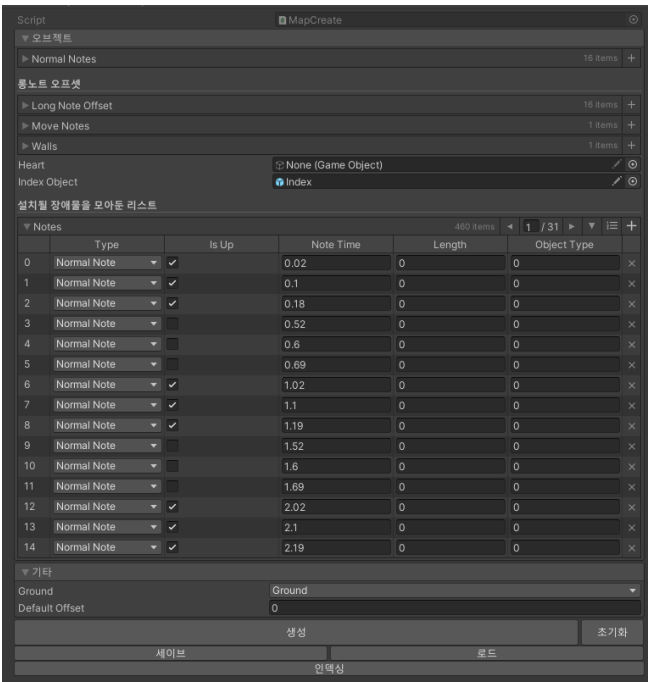 Script MapCreate
오브젝트
Normal Notes 16 items
롱노트 오프셋
Long Note Offset 16 items
Move Notes 1 items
Walls 1 items
Heart None (Game Object)
Index Object Index
설치될 장애물을 모아둔 리스트
Notes 460 items 1 / 31
Type Is Up Note Time Length Object Type
0 Normal Note 0.02 0 0
1 Normal Note 0.1 0 0
2 Normal Note 0.18 0 0
3 Normal Note 0.52 0 0
4 Normal Note 0.6 0 0
5 Normal Note 0.69 0 0
6 Normal Note 1.02 0 0
7 Normal Note 1.1 0 0
8 Normal Note 1.19 0 0
9 Normal Note 1.52 0 0
10 Normal Note 1.6 0 0
11 Normal Note 1.69 0 0
12 Normal Note 2.02 0 0
13 Normal Note 2.1 0 0
14 Normal Note 2.19 0 0
기타
Ground Ground
Default Offset 0
생성 초기화
세이브 로드
인덱싱